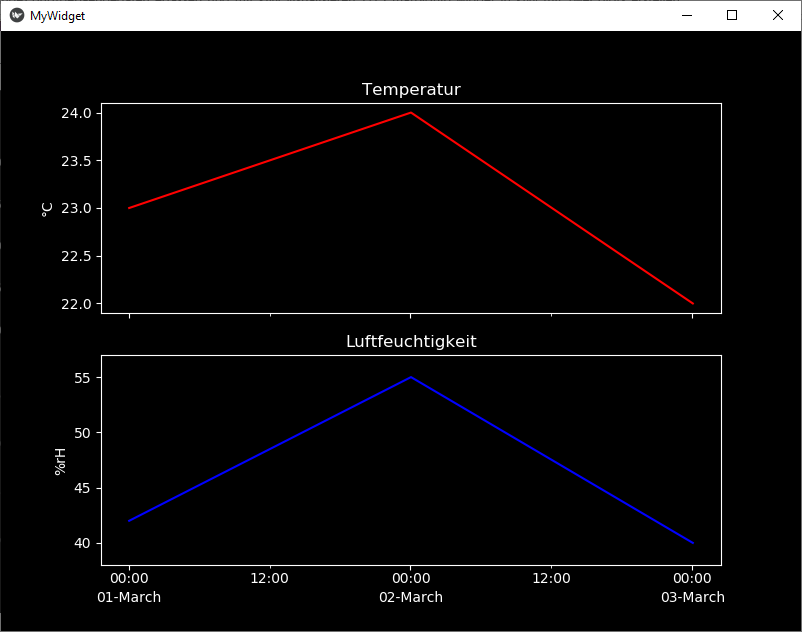 MyWidget
Temperatur
24.0
23.5
23.0
22.5
22.0
°C
Luftfeuchtigkeit
55
50
45
40
%rH
00:00 12:00 00:00 12:00 00:00
01-March 02-March 03-March